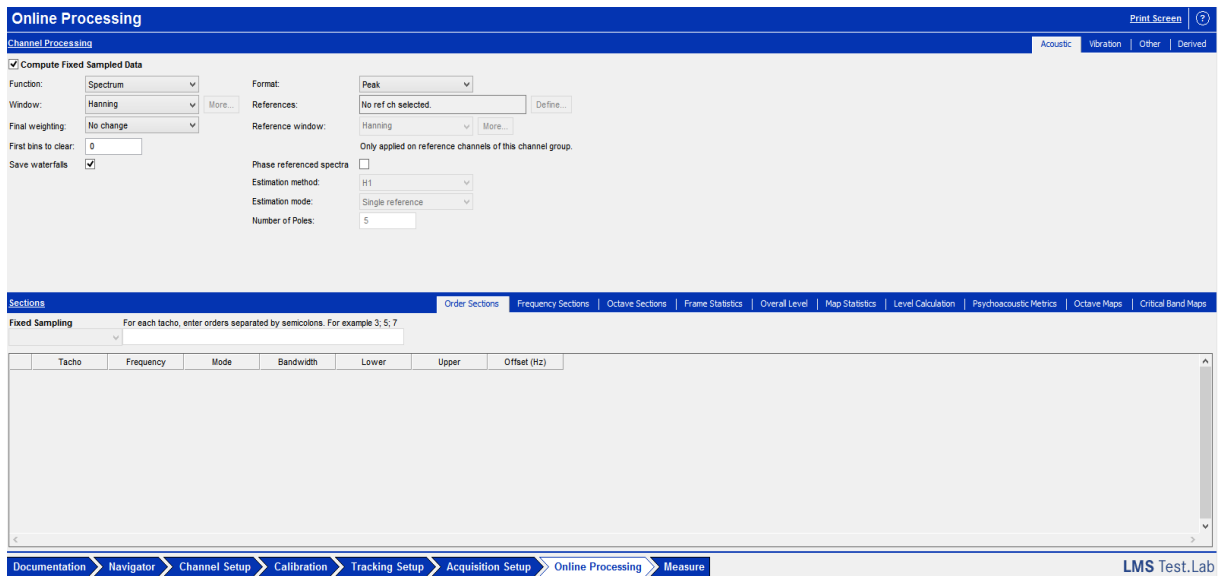 Online Processing Print Screen ?
Channel Processing Acoustic Vibration | Other | Derived
Compute Fixed Sampled Data
Function: Spectrum Format: Peak
Window: Hanning More... References: No ref ch selected. Define...
Final weighting: No change Reference window: Hanning More...
First bins to clear: 0 Only applied on reference channels of this channel group.
Save waterfalls Phase referenced spectra
Estimation method: H1
Estimation mode: Single reference
Number of Poles: 5
Sections Order Sections Frequency Sections | Octave Sections | Frame Statistics | Overall Level | Map Statistics | Level Calculation | Psychoacoustic Metrics | Octave Maps | Critical Band Maps
Fixed Sampling For each tacho, enter orders separated by semicolons. For example 3; 5; 7
Tacho Frequency Mode Bandwidth Lower Upper Offset (Hz)
Documentation Navigator Channel Setup Calibration Tracking Setup Acquisition Setup Online Processing Measure LMS Test.Lab